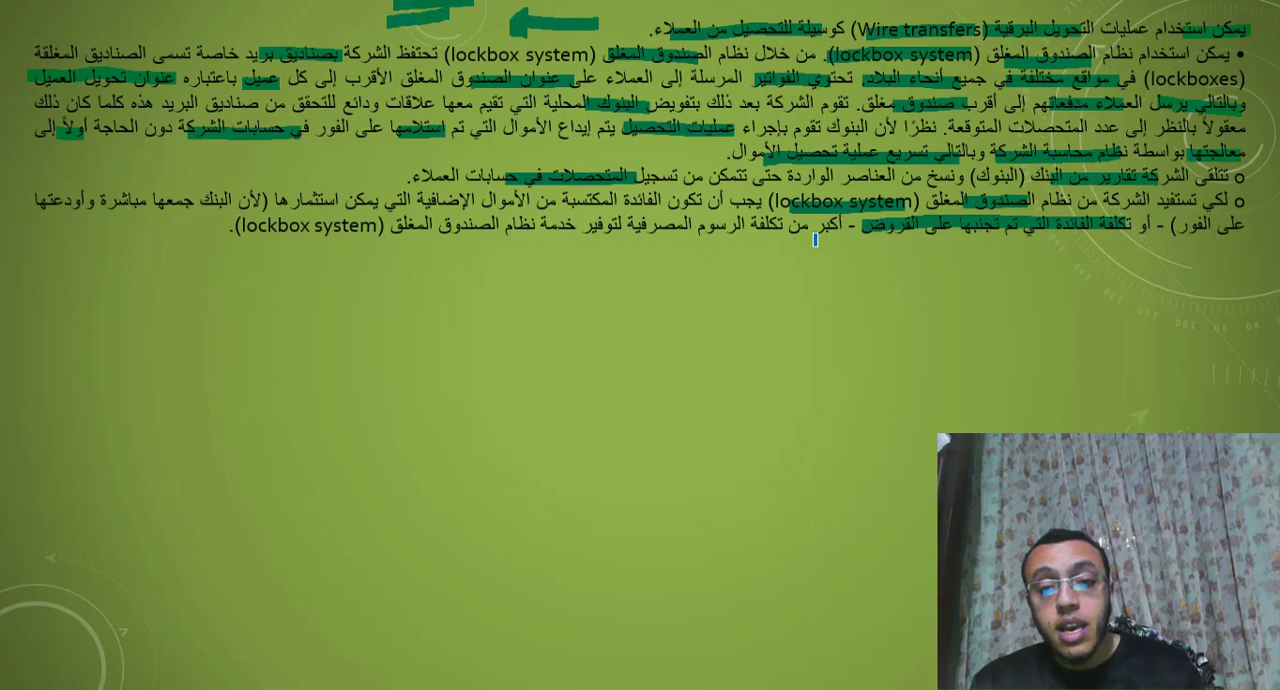 يمكن استخدام عمليات التحويل البرقية (Wire transfers) كوسيلة للتحصيل من العملاء.
• يمكن استخدام نظام الصندوق المغلق (lockbox system). من خلال نظام الصندوق المغلق (lockbox system) تحتفظ الشركة بصناديق بريد خاصة تسمى الصناديق المغلقة
(lockboxes) في مواقع مختلفة في جميع أنحاء البلاد. تحتوي الفواتير المرسلة إلى العملاء على عنوان الصندوق المغلق الأقرب إلى كل عميل باعتباره عنوان تحويل العميل
وبالتالي يرسل العملاء مدفعاتهم إلى أقرب صندوق مغلق. تقوم الشركة بعد ذلك بتفويض البنوك المحلية التي تقيم معها علاقات ودائع للتحقق من صناديق البريد هذه كلما كان ذلك
معقولاً بالنظر إلى عدد المتحصلات المتوقعة. نظرًا لأن البنوك تقوم بإجراء عمليات التحصيل يتم إيداع الأموال التي تم استلامها على الفور في حسابات الشركة دون الحاجة أولاً إلى
معالجتها بواسطة نظام محاسبة الشركة وبالتالي تسريع عملية تحصيل الأموال.
o تتلقى الشركة تقارير من البنك (البنوك) ونسخ من العناصر الواردة حتى تتمكن من تسجيل المتحصلات في حسابات العملاء.
o لكي تستفيد الشركة من نظام الصندوق المغلق (lockbox system) يجب أن تكون الفائدة المكتسبة من الأموال الإضافية التي يمكن استثمارها (لأن البنك جمعها مباشرة وأودعتها
على الفور) - أو تكلفة الفائدة التي تم تجنبها على القروض - أكبر من تكلفة الرسوم المصرفية لتوفير خدمة نظام الصندوق المغلق (lockbox system).